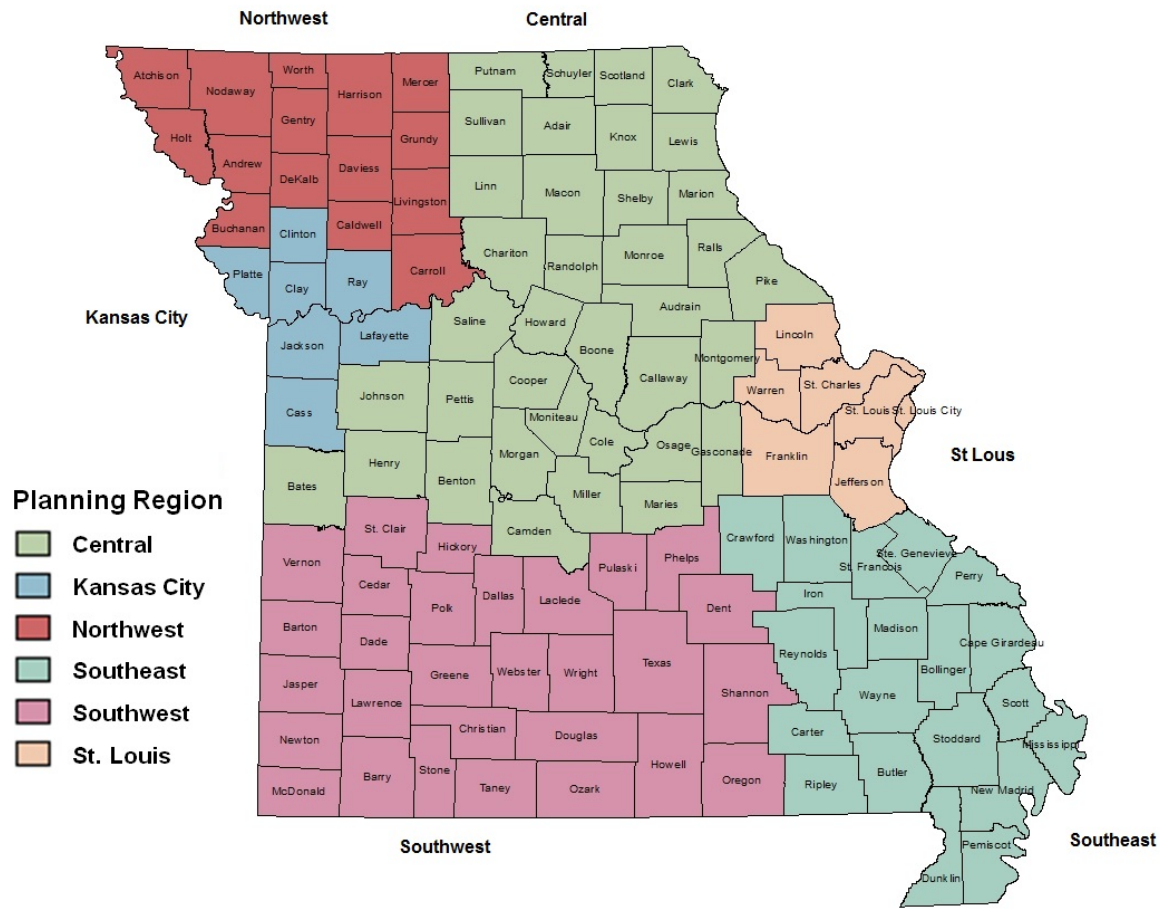 Northwest
Central
Atchison
Nodaway
Worth
Harrison
Mercer
Putnam
Schuyler
Scotland
Clark
Holt
Gentry
Grundy
Sullivan
Adair
Knox
Lewis
Andrew
DeKalb
Daviess
Livingston
Linn
Macon
Shelby
Marion
Buchanan
Clinton
Caldwell
Carroll
Chariton
Randolph
Monroe
Ralls
Pike
Platte
Clay
Ray
Kansas City
Jackson
Lafayette
Saline
Howard
Boone
Audrain
Callaway
Montgomery
Lincoln
Warren
St. Charles
St. Louis
St. Louis City
Cass
Johnson
Pettis
Cooper
Moniteau
Cole
Osage
Gasconade
Franklin
Jefferson
St Lous
Bates
Henry
Benton
Morgan
Miller
Maries
Camden
Planning Region
Central
Kansas City
Northwest
Southeast
Southwest
St. Louis
St. Clair
Hickory
Vernon
Cedar
Polk
Dallas
Laclede
Pulaski
Phelps
Crawford
Washington
St. Francois
Ste. Genevieve
Perry
Barton
Dade
Dent
Iron
Madison
Reynolds
Bollinger
Cape Girardeau
Jasper
Lawrence
Greene
Webster
Wright
Texas
Shannon
Wayne
Scott
Newton
Christian
Douglas
Howell
Carter
Stoddard
Mississippi
McDonald
Barry
Stone
Taney
Ozark
Oregon
Ripley
Butler
New Madrid
Pemiscot
Dunklin
Southwest
Southeast